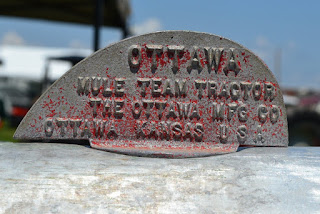 OTTAWA
MULE TEAM TRACTOR
THE OTTAWA MFG CO.
OTTAWA KANSAS U.S.A.